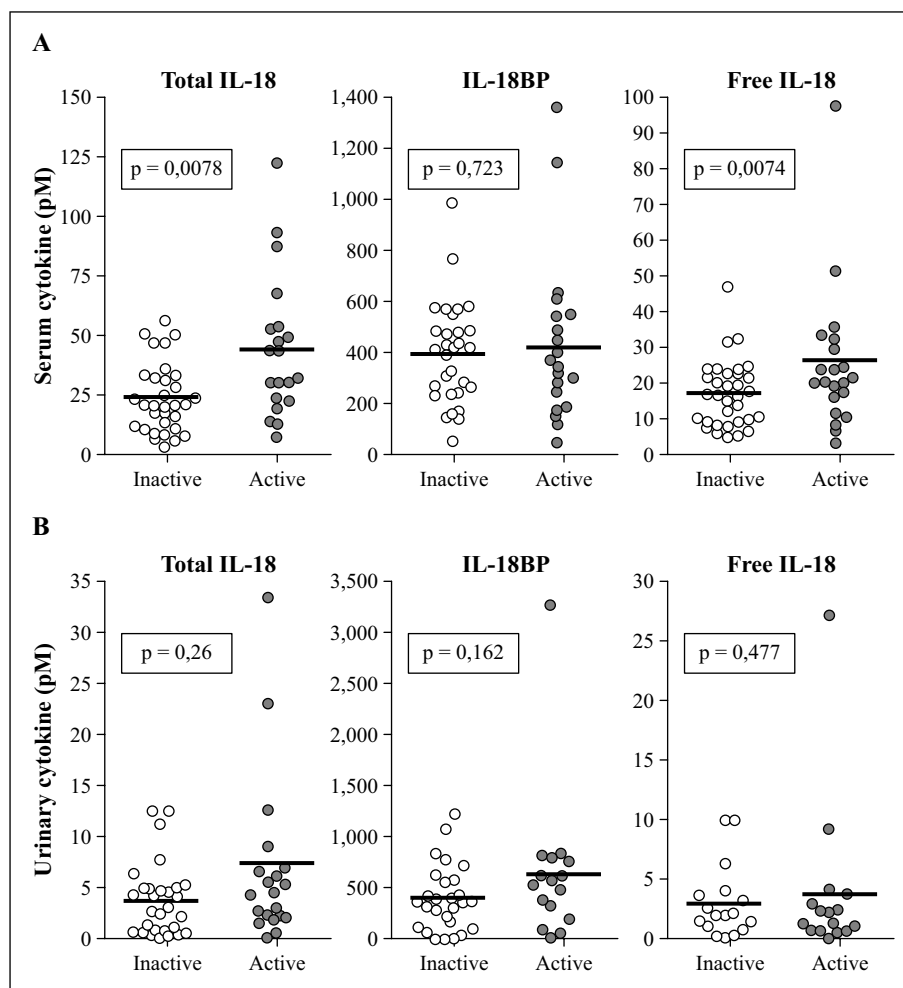 A
Total IL-18
IL-18BP
Free IL-18
Serum cytokine (pM)
150
125
100
75
50
25
0
p = 0,0078
Inactive
Active
1,400
1,200
1,000
800
600
400
200
0
p = 0,723
Inactive
Active
100
90
80
70
60
50
40
30
20
10
0
p = 0,0074
Inactive
Active
B
Total IL-18
IL-18BP
Free IL-18
Urinary cytokine (pM)
35
30
25
20
15
10
5
0
p = 0,26
Inactive
Active
3,500
3,000
2,500
2,000
1,500
1,000
500
0
p = 0,162
Inactive
Active
30
25
20
15
10
5
0
p = 0,477
Inactive
Active